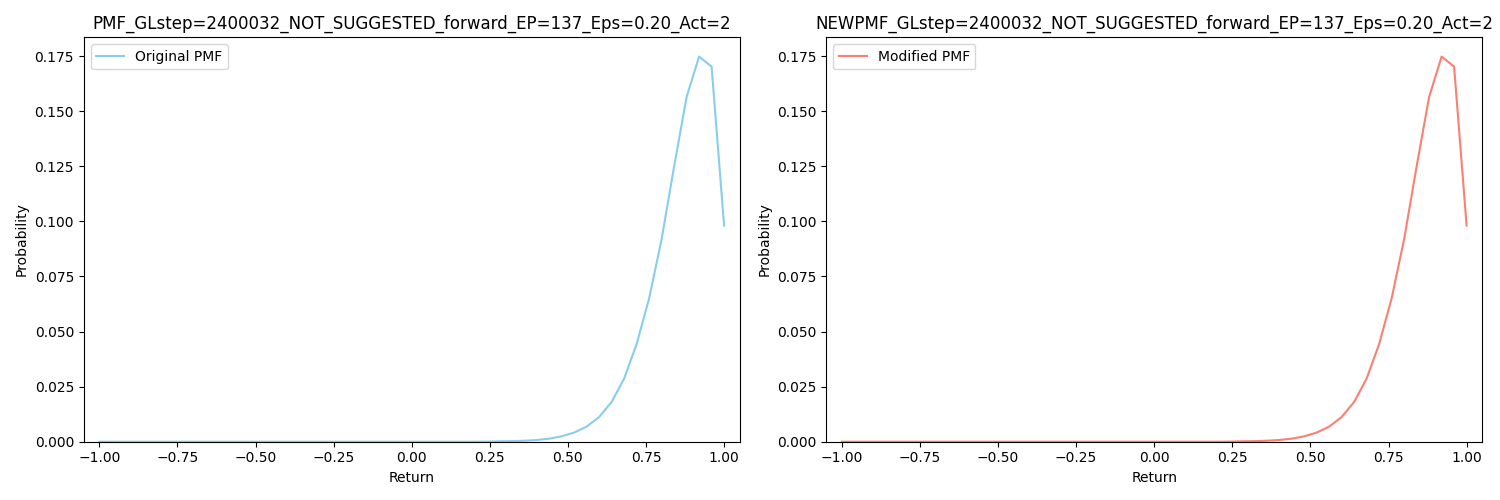 PMF_GLstep=2400032_NOT_SUGGESTED_forward_EP=137_Eps=0.20_Act=2
Original PMF
0.175
0.150
0.125
0.100
0.075
0.050
0.025
0.000
Probability
−1.00 −0.75 −0.50 −0.25 0.00 0.25 0.50 0.75 1.00
Return
NEWPMF_GLstep=2400032_NOT_SUGGESTED_forward_EP=137_Eps=0.20_Act=2
Modified PMF
0.175
0.150
0.125
0.100
0.075
0.050
0.025
0.000
Probability
−1.00 −0.75 −0.50 −0.25 0.00 0.25 0.50 0.75 1.00
Return